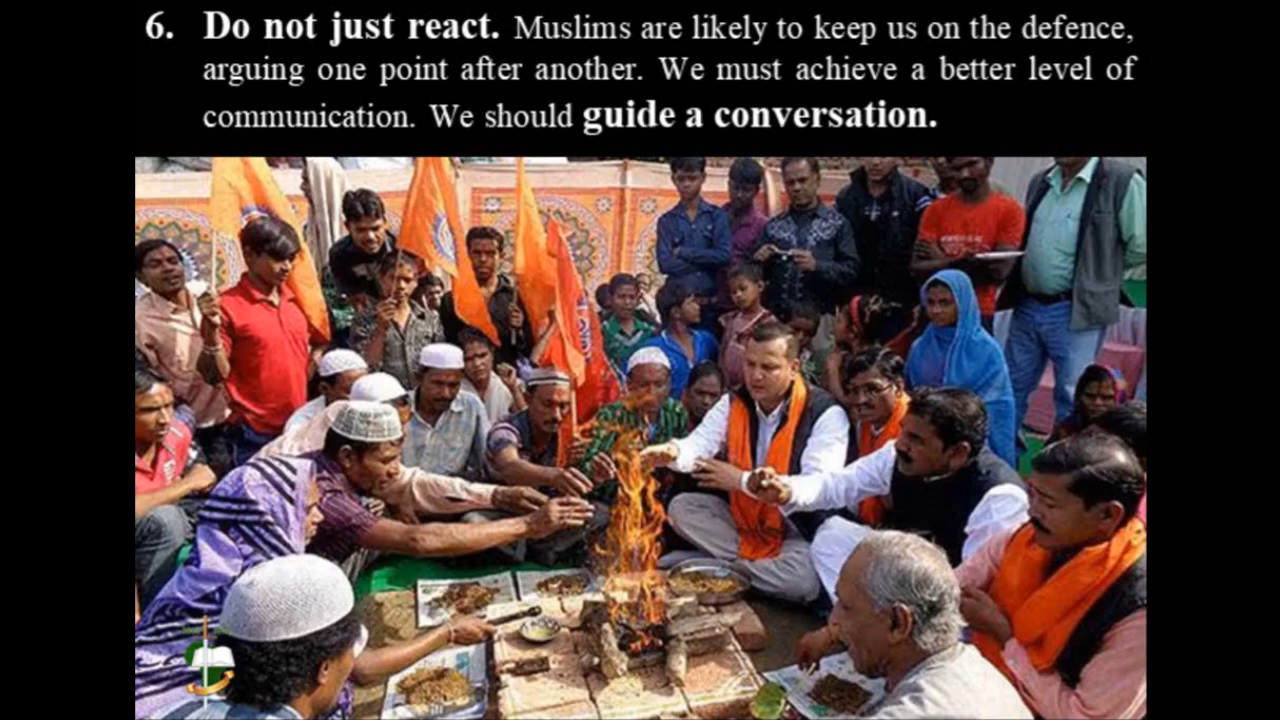 6. Do not just react. Muslims are likely to keep us on the defence,
arguing one point after another. We must achieve a better level of
communication. We should guide a conversation.